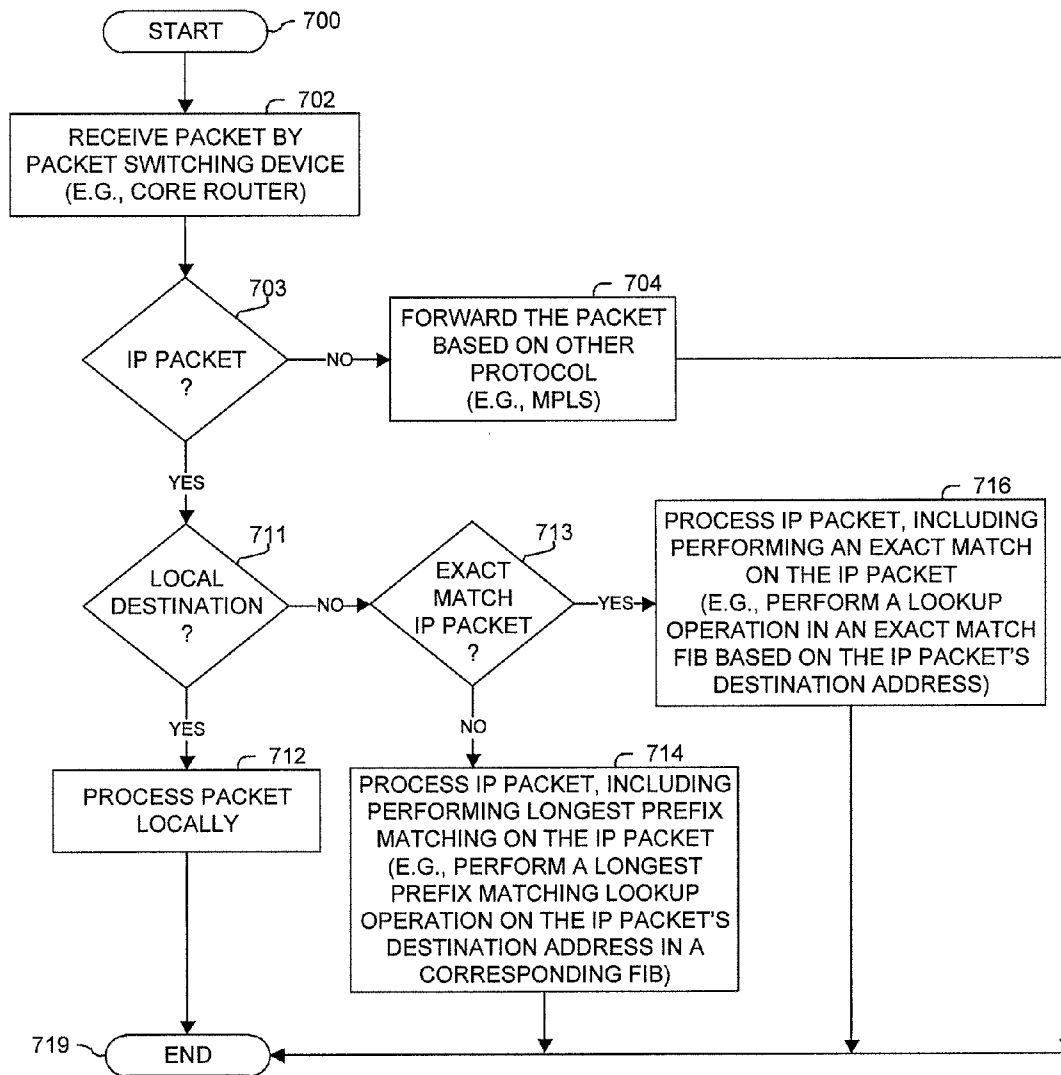 START
700
702
RECEIVE PACKET BY
PACKET SWITCHING DEVICE
(E.G., CORE ROUTER)
703
IP PACKET
?
NO
704
FORWARD THE PACKET
BASED ON OTHER
PROTOCOL
(E.G., MPLS)
YES
711
LOCAL
DESTINATION
?
NO
713
EXACT
MATCH
IP PACKET
?
YES
716
PROCESS IP PACKET, INCLUDING
PERFORMING AN EXACT MATCH
ON THE IP PACKET
(E.G., PERFORM A LOOKUP
OPERATION IN AN EXACT MATCH
FIB BASED ON THE IP PACKET'S
DESTINATION ADDRESS)
YES
NO
712
PROCESS PACKET
LOCALLY
714
PROCESS IP PACKET, INCLUDING
PERFORMING LONGEST PREFIX
MATCHING ON THE IP PACKET
(E.G., PERFORM A LONGEST
PREFIX MATCHING LOOKUP
OPERATION ON THE IP PACKET'S
DESTINATION ADDRESS IN A
CORRESPONDING FIB)
719
END